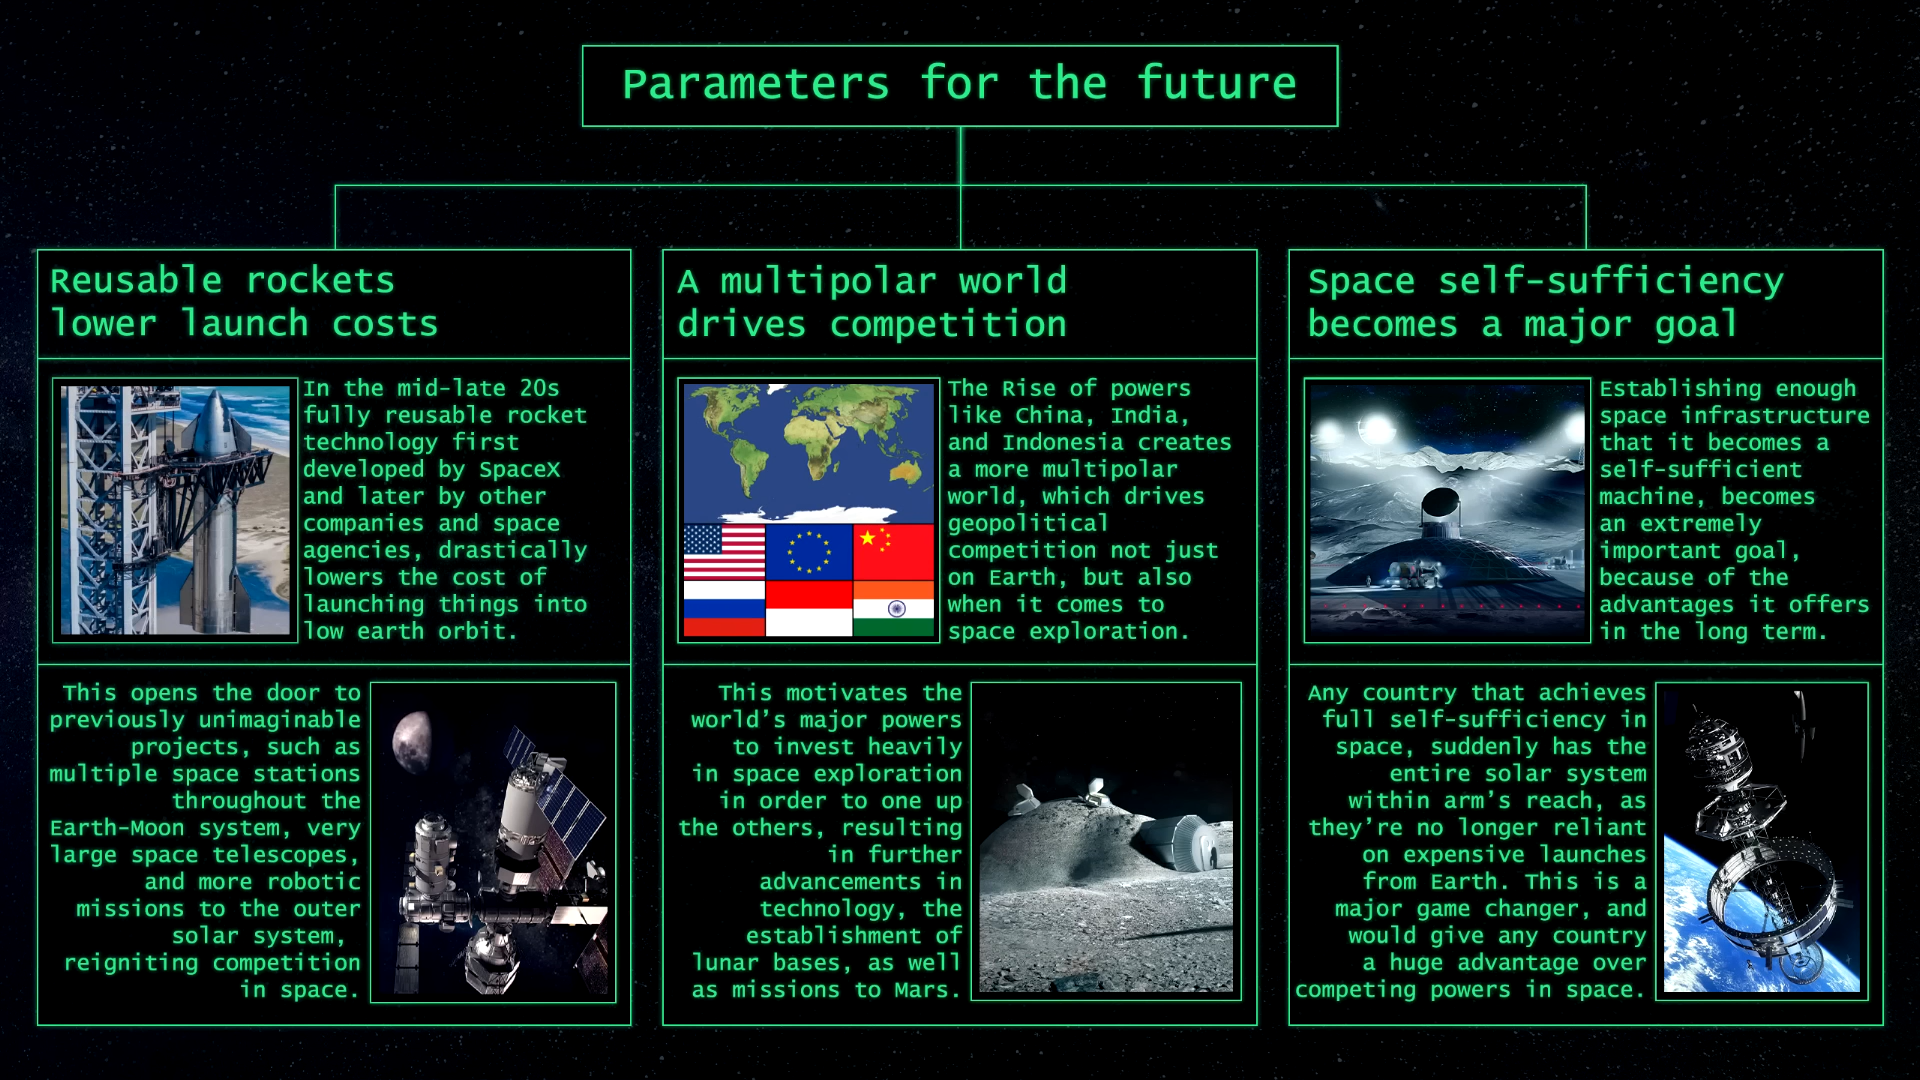 Parameters for the future
Reusable rockets
lower launch costs
In the mid-late 20s
fully reusable rocket
technology first
developed by SpaceX
and later by other
companies and space
agencies, drastically
lowers the cost of
launching things into
low earth orbit.
This opens the door to
previously unimaginable
projects, such as
multiple space stations
throughout the
Earth-Moon system, very
large space telescopes,
and more robotic
missions to the outer
solar system,
reigniting competition
in space.
A multipolar world
drives competition
The Rise of powers
like China, India,
and Indonesia creates
a more multipolar
world, which drives
geopolitical
competition not just
on Earth, but also
when it comes to
space exploration.
This motivates the
world’s major powers
to invest heavily
in space exploration
in order to one up
the others, resulting
in further
advancements in
technology, the
establishment of
lunar bases, as well
as missions to Mars.
Space self-sufficiency
becomes a major goal
Establishing enough
space infrastructure
that it becomes a
self-sufficient
machine, becomes
an extremely
important goal,
because of the
advantages it offers
in the long term.
Any country that achieves
full self-sufficiency in
space, suddenly has the
entire solar system
within arm’s reach, as
they’re no longer reliant
on expensive launches
from Earth. This is a
major game changer, and
would give any country
a huge advantage over
competing powers in space.